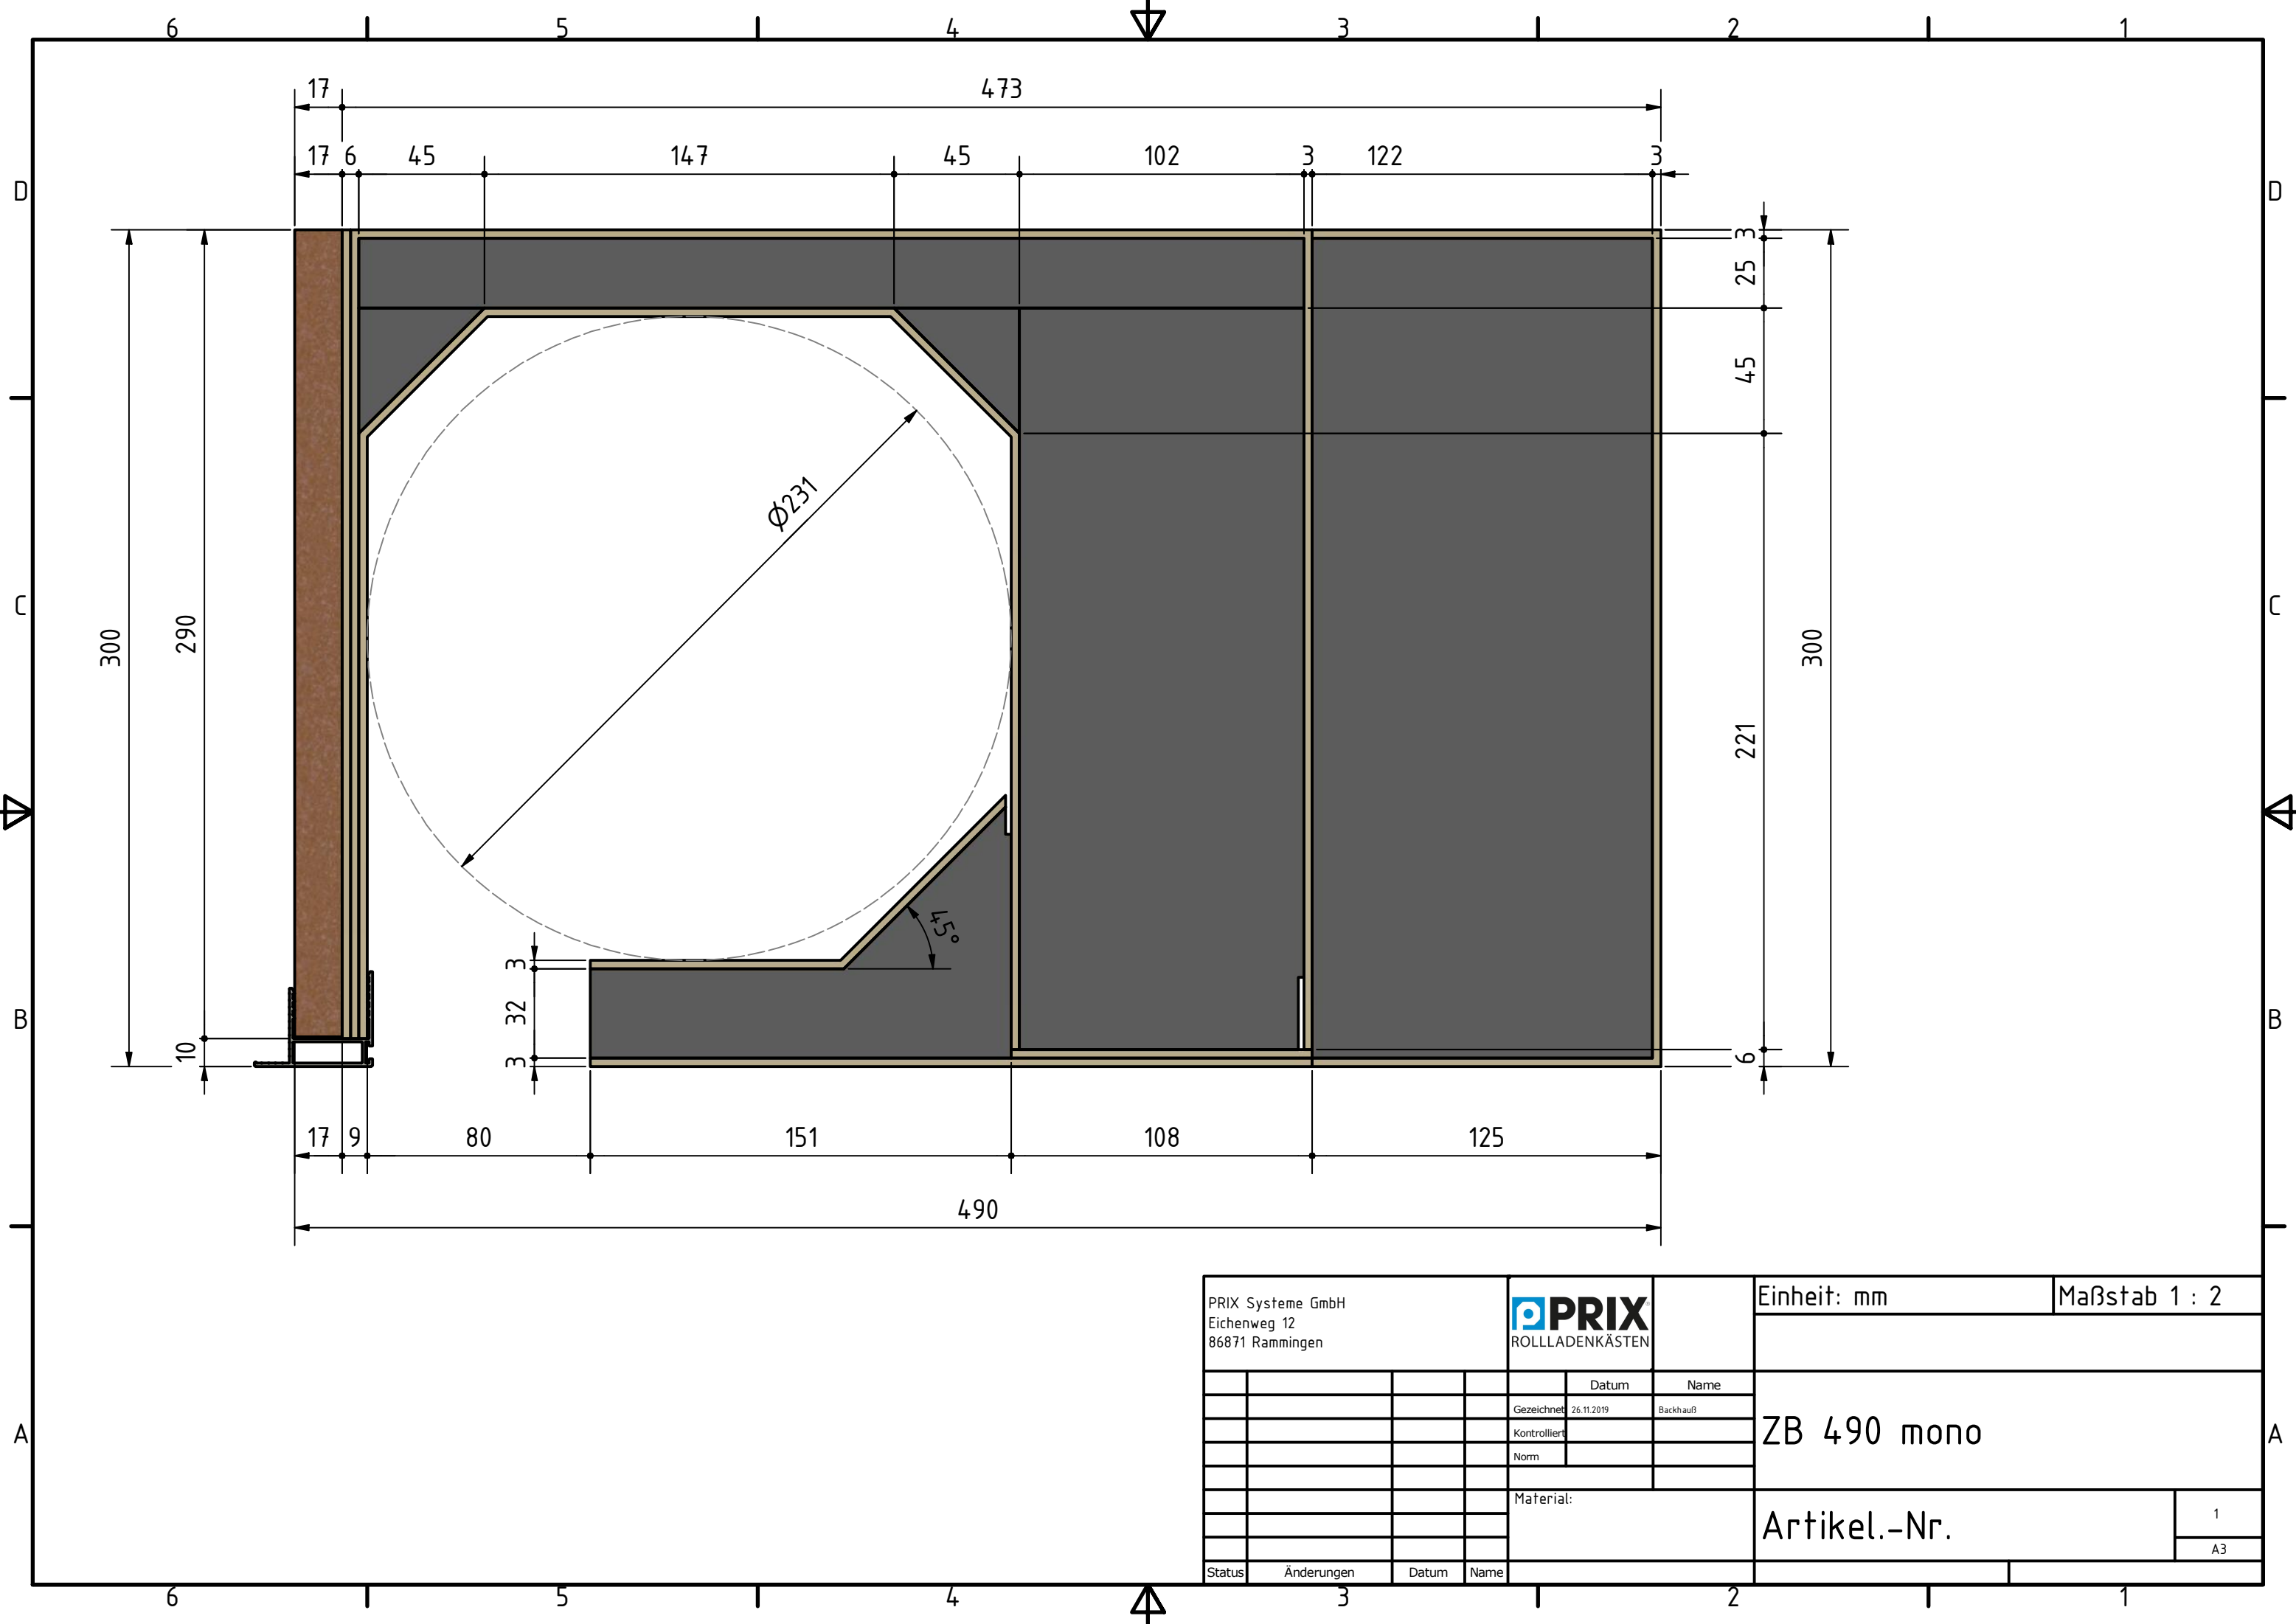 6 5 4 3 2 1
17 473
17 6 45 147 45 102 3 122 3
D D
3
25
45
Ø231
C C
300 290 221 300
45°
3
32
3
B B
10 6
17 9 80 151 108 125
490
PRIX Systeme GmbH
Eichenweg 12
86871 Rammingen
PRIX
ROLLLADENKÄSTEN
Einheit: mm
Maßstab 1 : 2
Datum Name
Gezeichnet 26.11.2019 Backhauß
Kontrolliert
Norm
ZB 490 mono
A A
Material:
Artikel.-Nr.
1
A3
Status Änderungen Datum Name
6 5 4 3 2 1